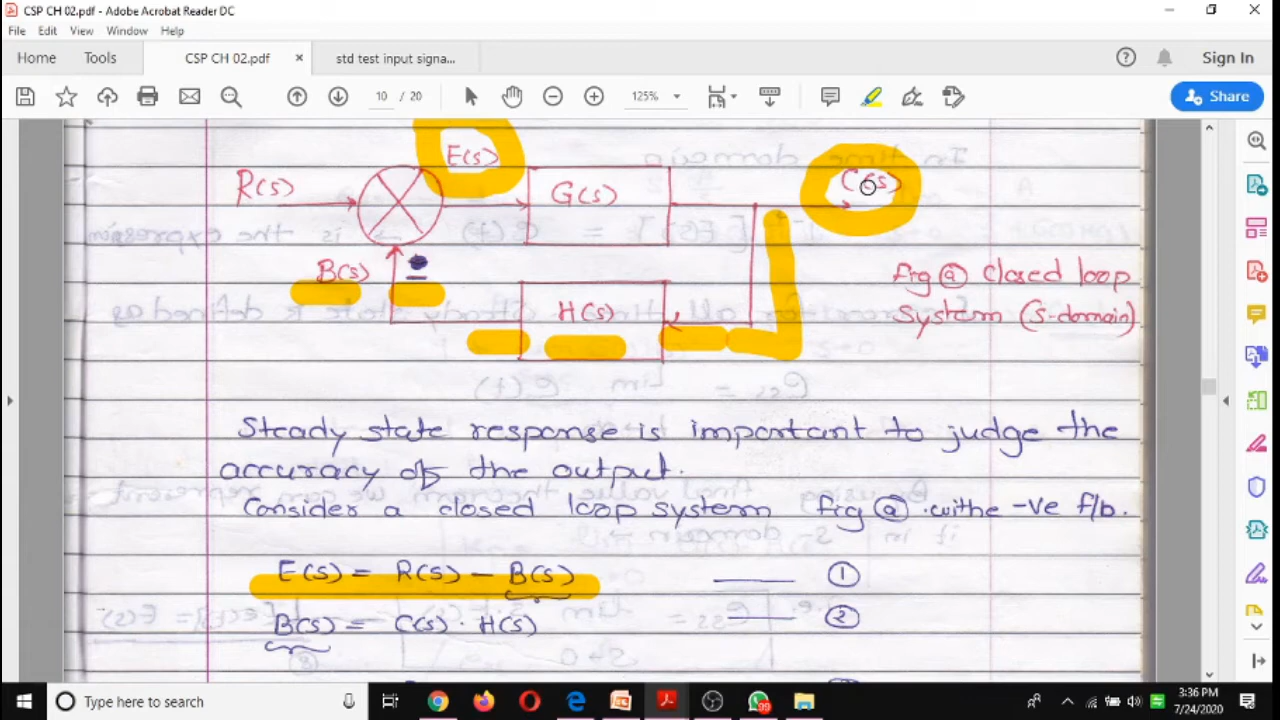 CSP CH 02.pdf - Adobe Acrobat Reader DC
File Edit View Window Help
Home Tools CSP CH 02.pdf × std test input signa... Sign In
10 / 20 125% Share
E(s)
R(s) G(s) C(s)
B(s) -
H(s)
fig ⓐ closed loop
system (s-domain)
Steady state response is important to judge the
accuracy of the output.
Consider a closed loop system fig ⓐ withe -ve f/b.
E(s) = R(s) - B(s) ①
B(s) = C(s) · H(s) ②
Type here to search
99
3:36 PM
7/24/2020